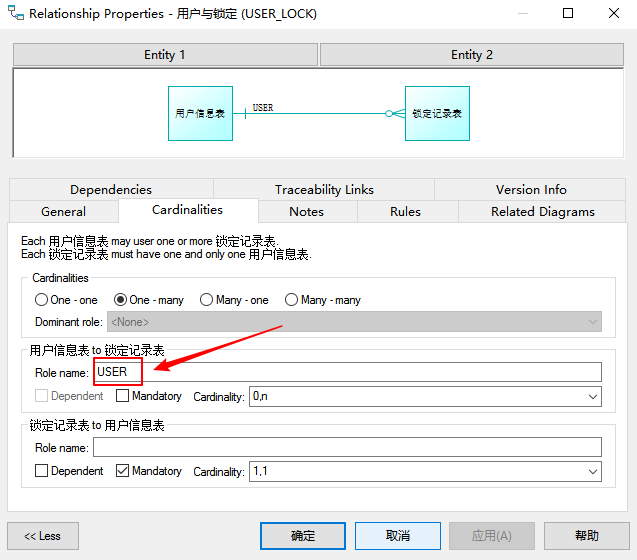 Relationship Properties - 用户与锁定 (USER_LOCK)
Entity 1
Entity 2
用户信息表
USER
锁定记录表
Dependencies
Traceability Links
Version Info
General
Cardinalities
Notes
Rules
Related Diagrams
Each 用户信息表 may user one or more 锁定记录表.
Each 锁定记录表 must have one and only one 用户信息表.
Cardinalities
One - one
One - many
Many - one
Many - many
Dominant role:
<None>
用户信息表 to 锁定记录表
Role name:
USER
Dependent
Mandatory
Cardinality:
0,n
锁定记录表 to 用户信息表
Role name:
Dependent
Mandatory
Cardinality:
1,1
<< Less
确定
取消
应用(A)
帮助